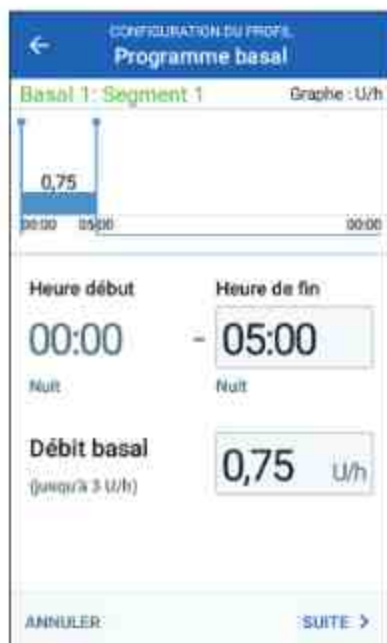 CONFIGURATION DU PROFIL
Programme basal
Basal 1: Segment 1 Graphe : U/h
0,75
00:00 05:00 00:00
Heure début Heure de fin
00:00 - 05:00
Nuit Nuit
Débit basal 0,75 U/h
(jusqu'à 3 U/h)
ANNULER SUITE >